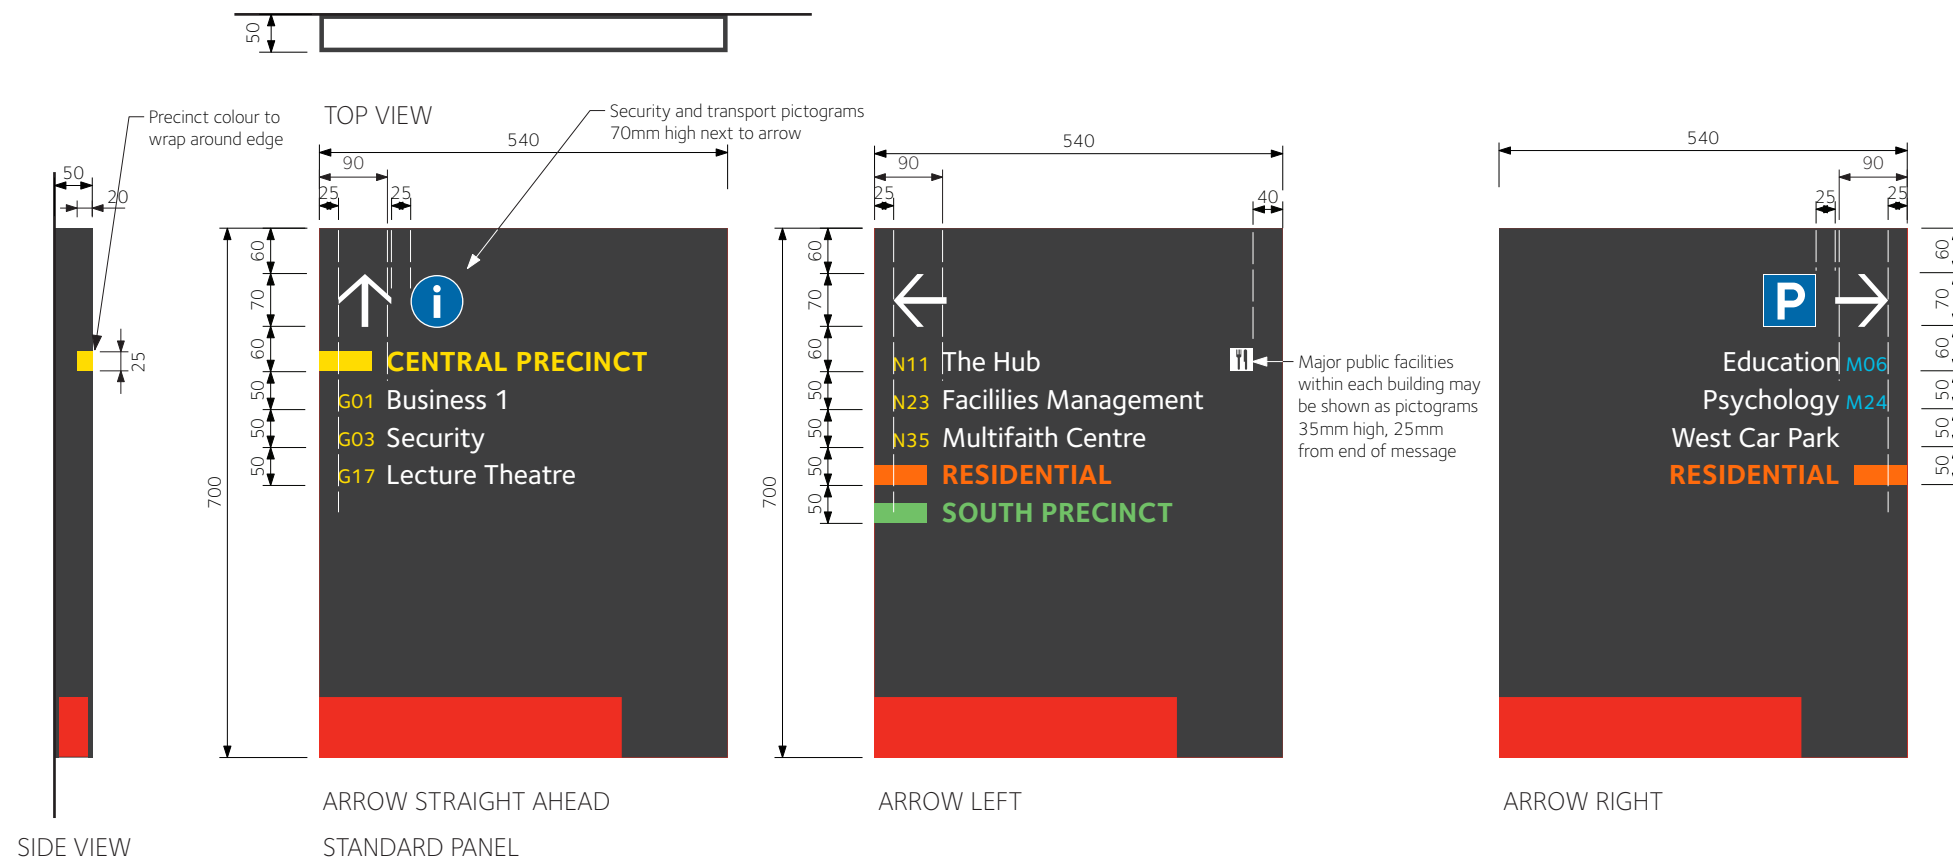 50
TOP VIEW
Precinct colour to
wrap around edge
Security and transport pictograms
70mm high next to arrow
50
20
25
SIDE VIEW
540
90
25
25
60
70
60
50
50
50
700
i
CENTRAL PRECINCT
G01 Business 1
G03 Security
G17 Lecture Theatre
ARROW STRAIGHT AHEAD
STANDARD PANEL
540
90
25
40
60
70
60
50
50
50
50
700
N11 The Hub
N23 Facililies Management
N35 Multifaith Centre
RESIDENTIAL
SOUTH PRECINCT
Major public facilities
within each building may
be shown as pictograms
35mm high, 25mm
from end of message
ARROW LEFT
540
90
25
25
P
Education M06
Psychology M24
West Car Park
RESIDENTIAL
60
70
60
50
50
50
ARROW RIGHT